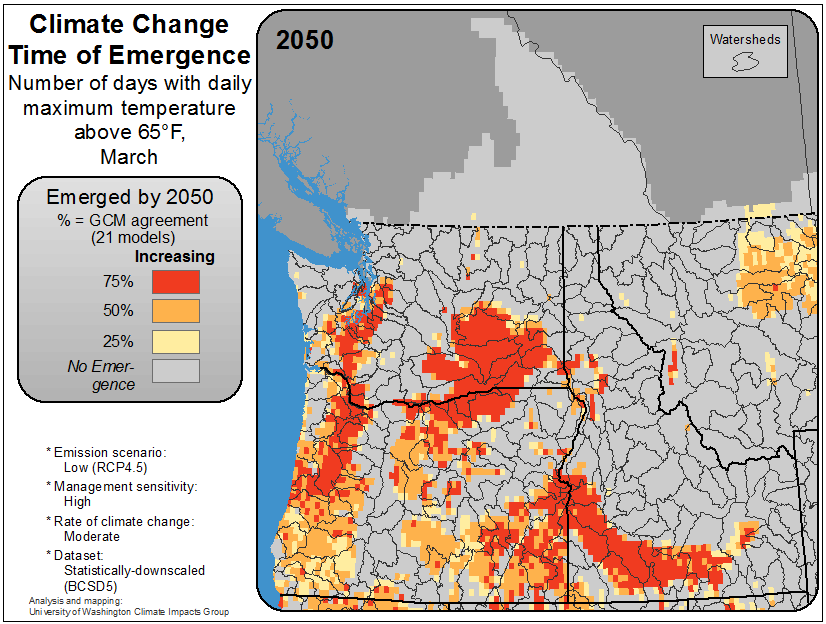 Climate Change
Time of Emergence
Number of days with daily
maximum temperature
above 65°F,
March
Emerged by 2050
% = GCM agreement
(21 models)
Increasing
75%
50%
25%
No Emer-
gence
* Emission scenario:
Low (RCP4.5)
* Management sensitivity:
High
* Rate of climate change:
Moderate
* Dataset:
Statistically-downscaled
(BCSD5)
Analysis and mapping:
University of Washington Climate Impacts Group
2050
Watersheds